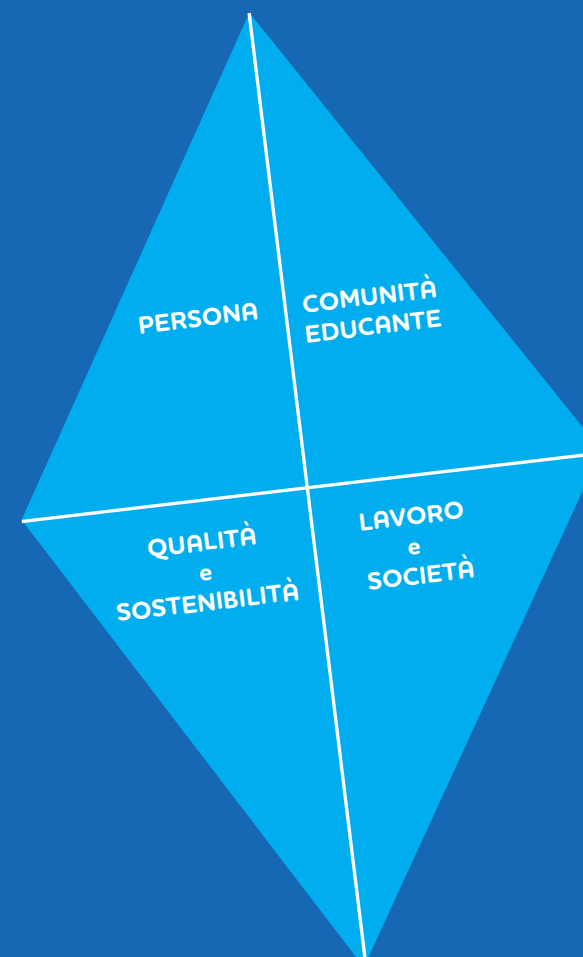 PERSONA
COMUNITÀ
EDUCANTE
QUALITÀ
e
SOSTENIBILITÀ
LAVORO
e
SOCIETÀ